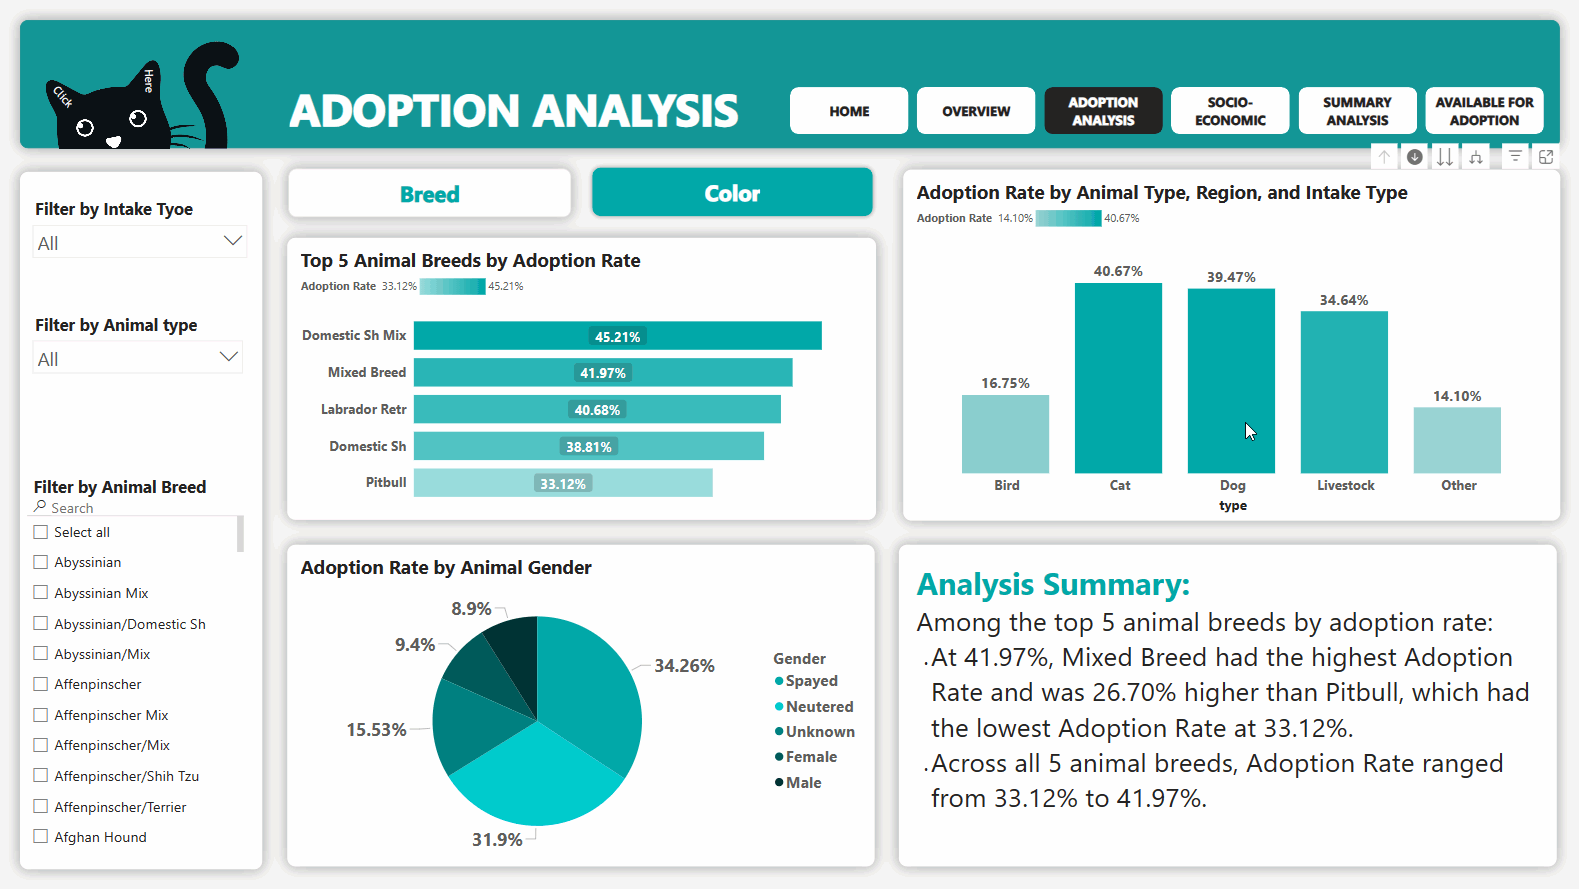 Click
Here
ADOPTION ANALYSIS
HOME
OVERVIEW
ADOPTION
ANALYSIS
SOCIO-
ECONOMIC
SUMMARY
ANALYSIS
AVAILABLE FOR
ADOPTION
Filter by Intake Tyoe
All
Filter by Animal type
All
Filter by Animal Breed
Search
Select all
Abyssinian
Abyssinian Mix
Abyssinian/Domestic Sh
Abyssinian/Mix
Affenpinscher
Affenpinscher Mix
Affenpinscher/Mix
Affenpinscher/Shih Tzu
Affenpinscher/Terrier
Afghan Hound
Breed
Color
Top 5 Animal Breeds by Adoption Rate
Adoption Rate 33.12% 45.21%
Domestic Sh Mix 45.21%
Mixed Breed 41.97%
Labrador Retr 40.68%
Domestic Sh 38.81%
Pitbull 33.12%
Adoption Rate by Animal Type, Region, and Intake Type
Adoption Rate 14.10% 40.67%
16.75%
40.67%
39.47%
34.64%
14.10%
Bird
Cat
Dog
Livestock
Other
type
Adoption Rate by Animal Gender
8.9%
9.4%
15.53%
31.9%
34.26%
Gender
Spayed
Neutered
Unknown
Female
Male
Analysis Summary:
Among the top 5 animal breeds by adoption rate:
.At 41.97%, Mixed Breed had the highest Adoption
Rate and was 26.70% higher than Pitbull, which had
the lowest Adoption Rate at 33.12%.
.Across all 5 animal breeds, Adoption Rate ranged
from 33.12% to 41.97%.